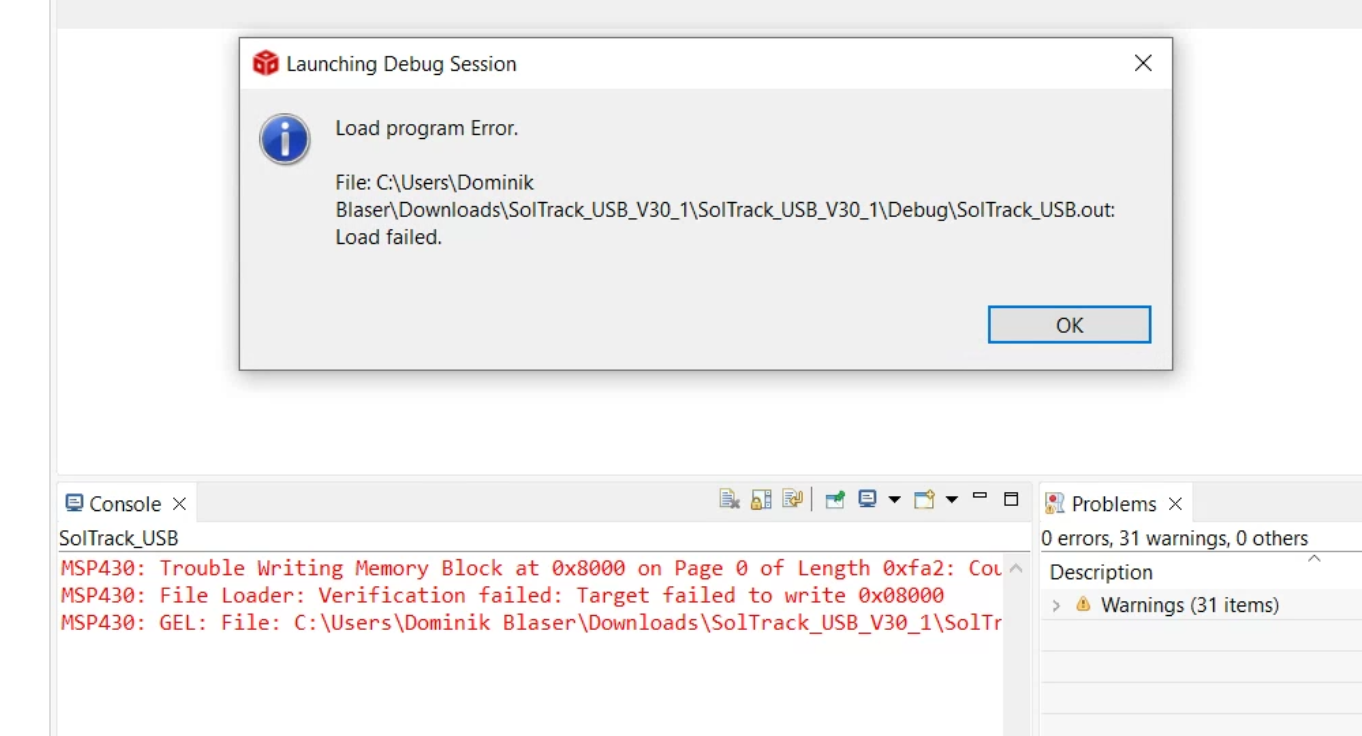 Launching Debug Session
Load program Error.
File: C:\Users\Dominik
Blaser\Downloads\SolTrack_USB_V30_1\SolTrack_USB_V30_1\Debug\SolTrack_USB.out:
Load failed.
OK
Console
SolTrack_USB
MSP430: Trouble Writing Memory Block at 0x8000 on Page 0 of Length 0xfa2: Cou
MSP430: File Loader: Verification failed: Target failed to write 0x08000
MSP430: GEL: File: C:\Users\Dominik Blaser\Downloads\SolTrack_USB_V30_1\SolTr
Problems
0 errors, 31 warnings, 0 others
Description
Warnings (31 items)